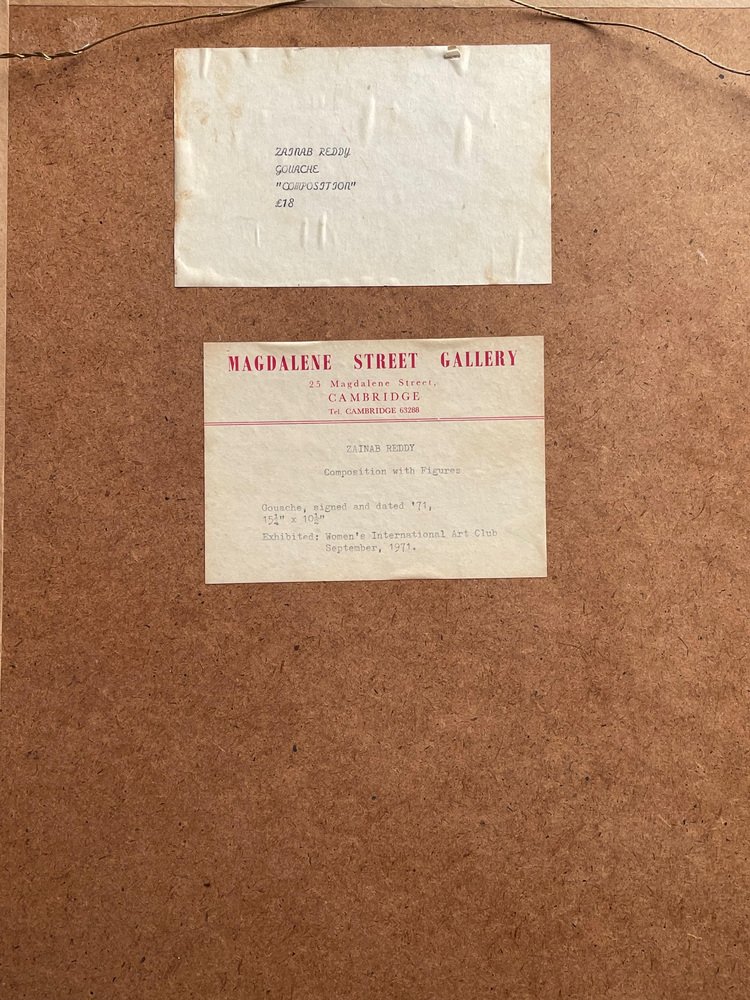 ZAINAB REDDY
GOUACHE
"COMPOSITION"
£18
MAGDALENE STREET GALLERY
25 Magdalene Street,
CAMBRIDGE
Tel. CAMBRIDGE 63288
ZAINAB REDDY
Composition with Figures
Gouache, signed and dated '71,
15¼" x 10½"
Exhibited: Women's International Art Club
September, 1971.